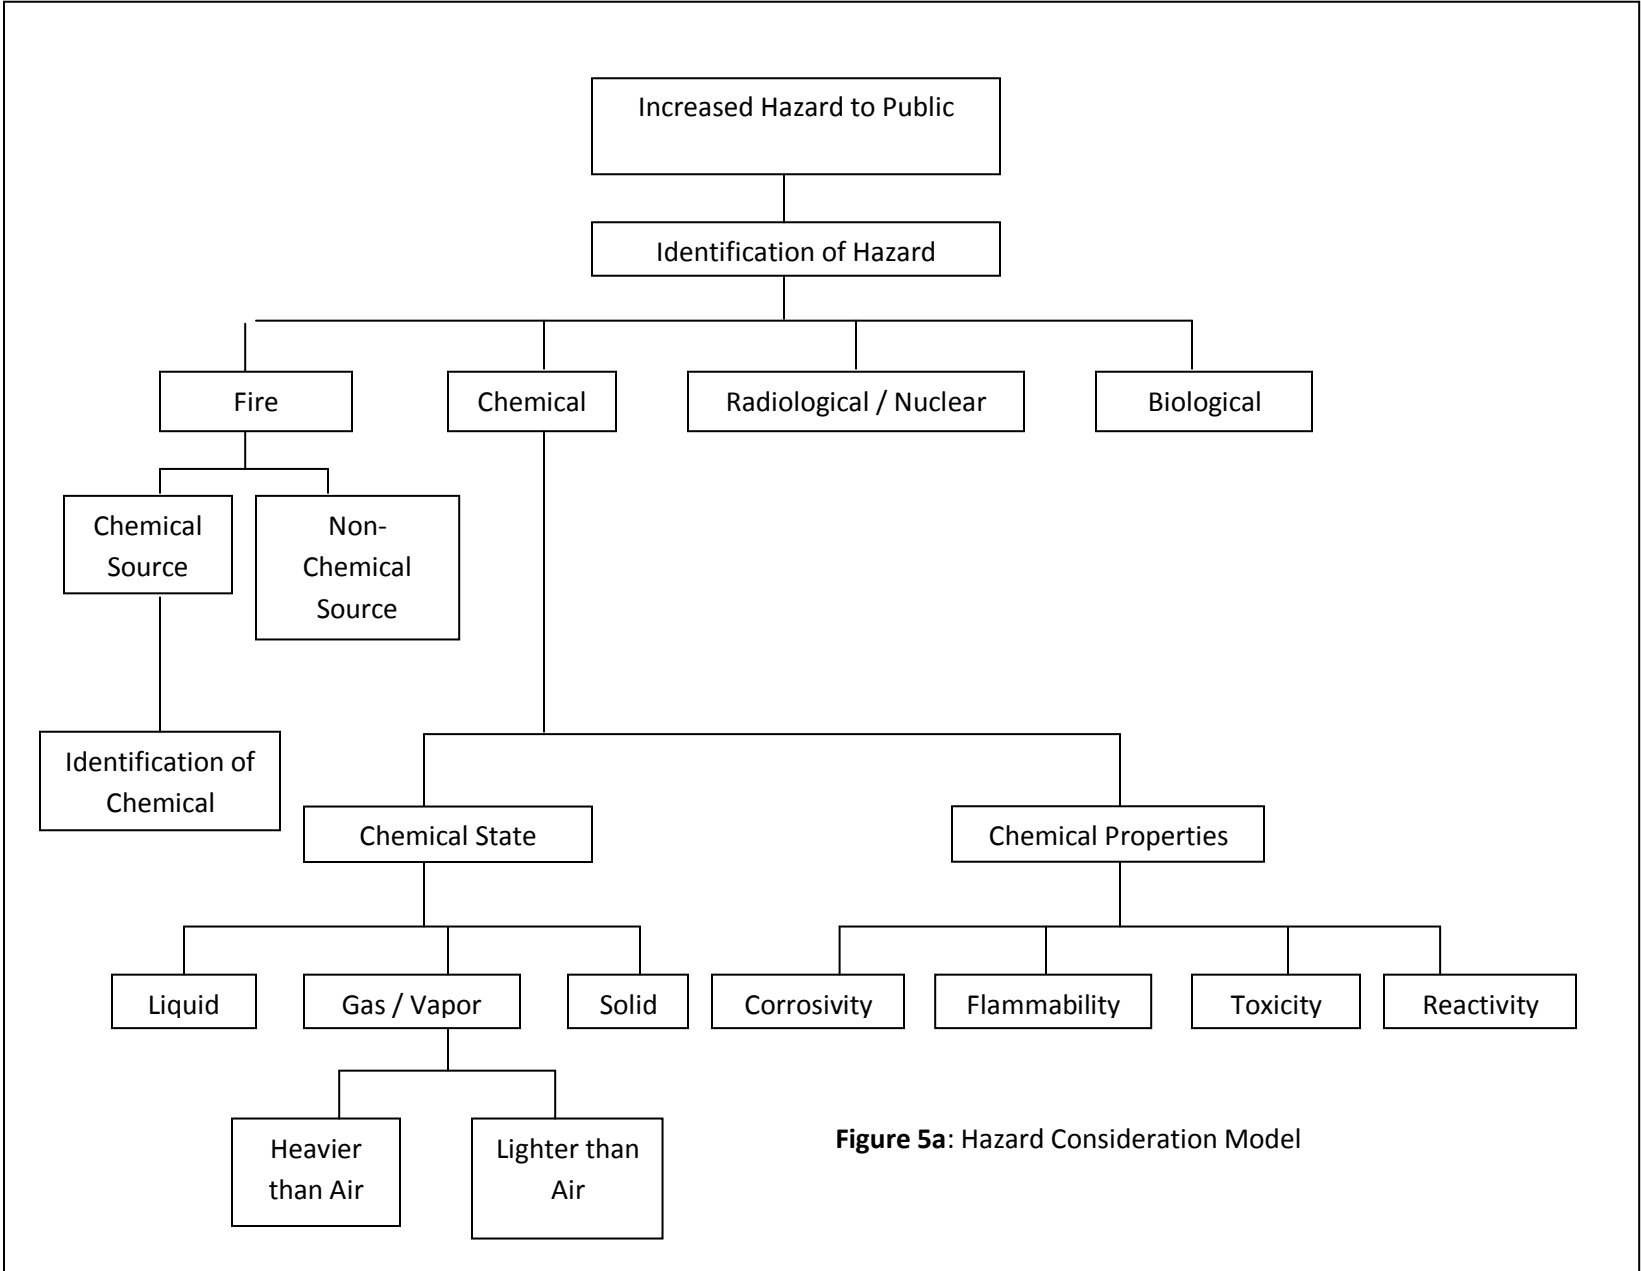 Increased Hazard to Public
Identification of Hazard
Fire
Chemical
Radiological / Nuclear
Biological
Chemical
Source
Non-
Chemical
Source
Identification of
Chemical
Chemical State
Chemical Properties
Liquid
Gas / Vapor
Solid
Corrosivity
Flammability
Toxicity
Reactivity
Heavier
than Air
Lighter than
Air
Figure 5a: Hazard Consideration Model